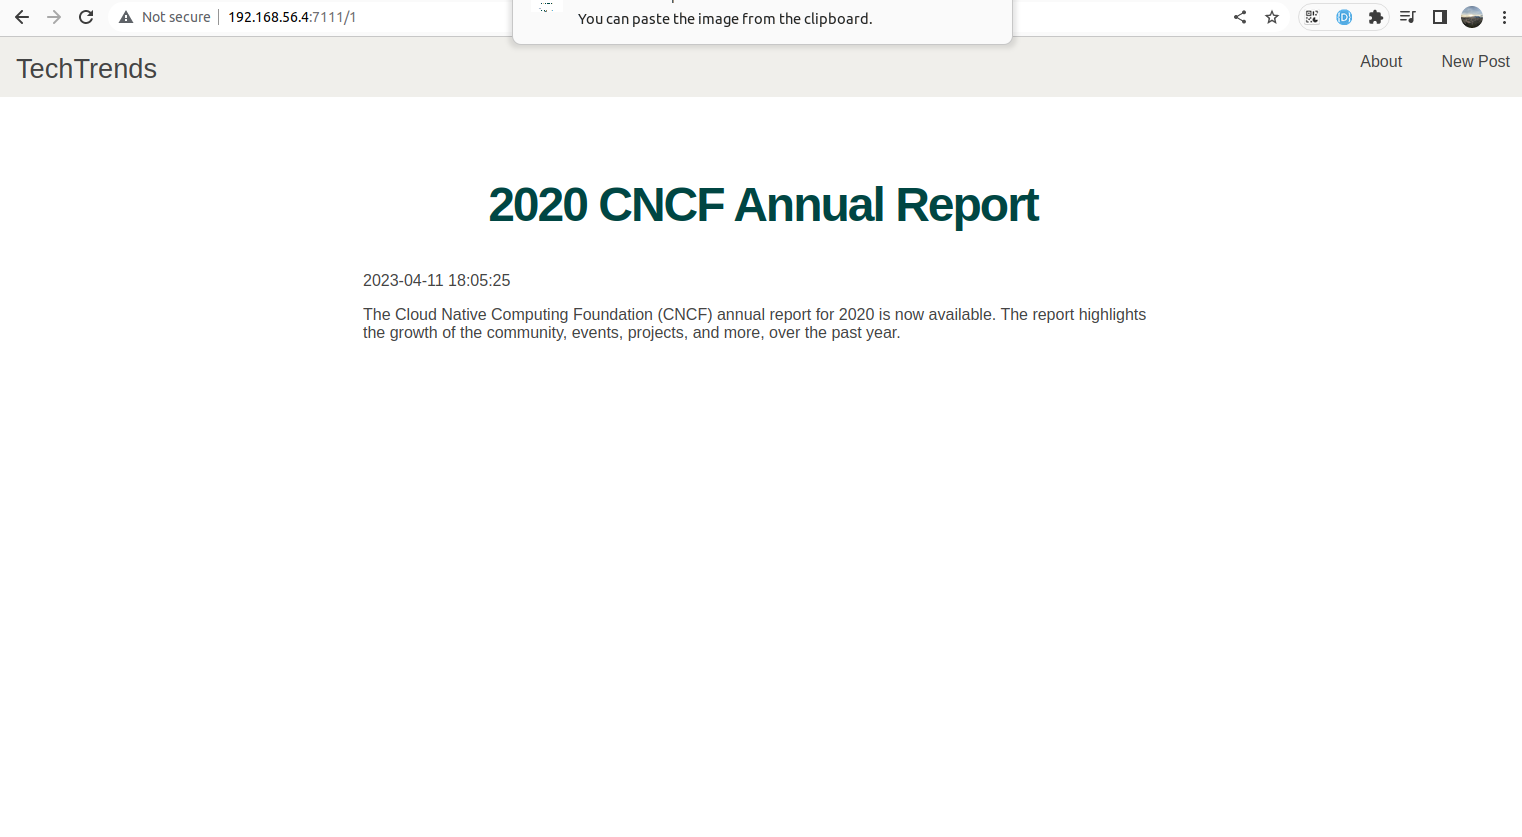 You can paste the image from the clipboard.
Not secure
192.168.56.4:7111/1
TechTrends
About
New Post
2020 CNCF Annual Report
2023-04-11 18:05:25
The Cloud Native Computing Foundation (CNCF) annual report for 2020 is now available. The report highlights
the growth of the community, events, projects, and more, over the past year.